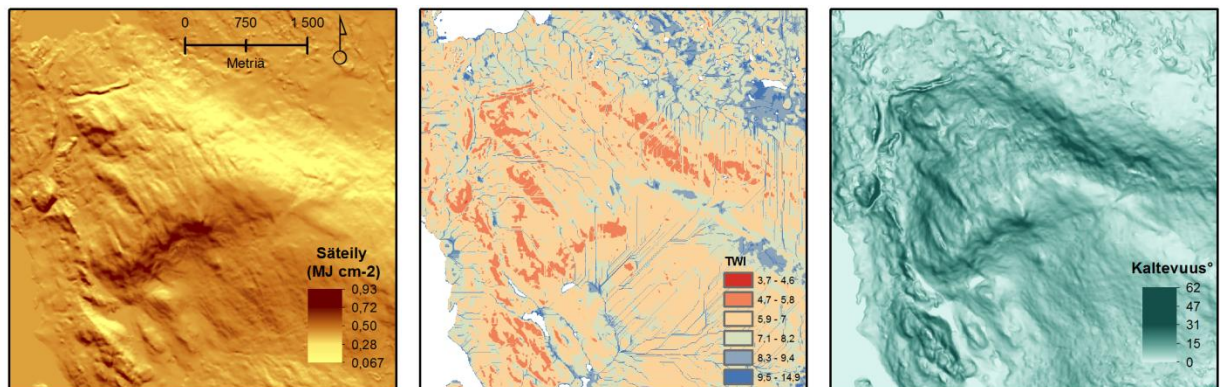 0 750 1 500
Metriä
Säteily
(MJ cm-2)
0,93
0,72
0,50
0,28
0,067
TWI
3,7 - 4,6
4,7 - 5,8
5,9 - 7
7,1 - 8,2
8,3 - 9,4
9,5 - 14,9
Kaltevuus°
62
47
31
15
0